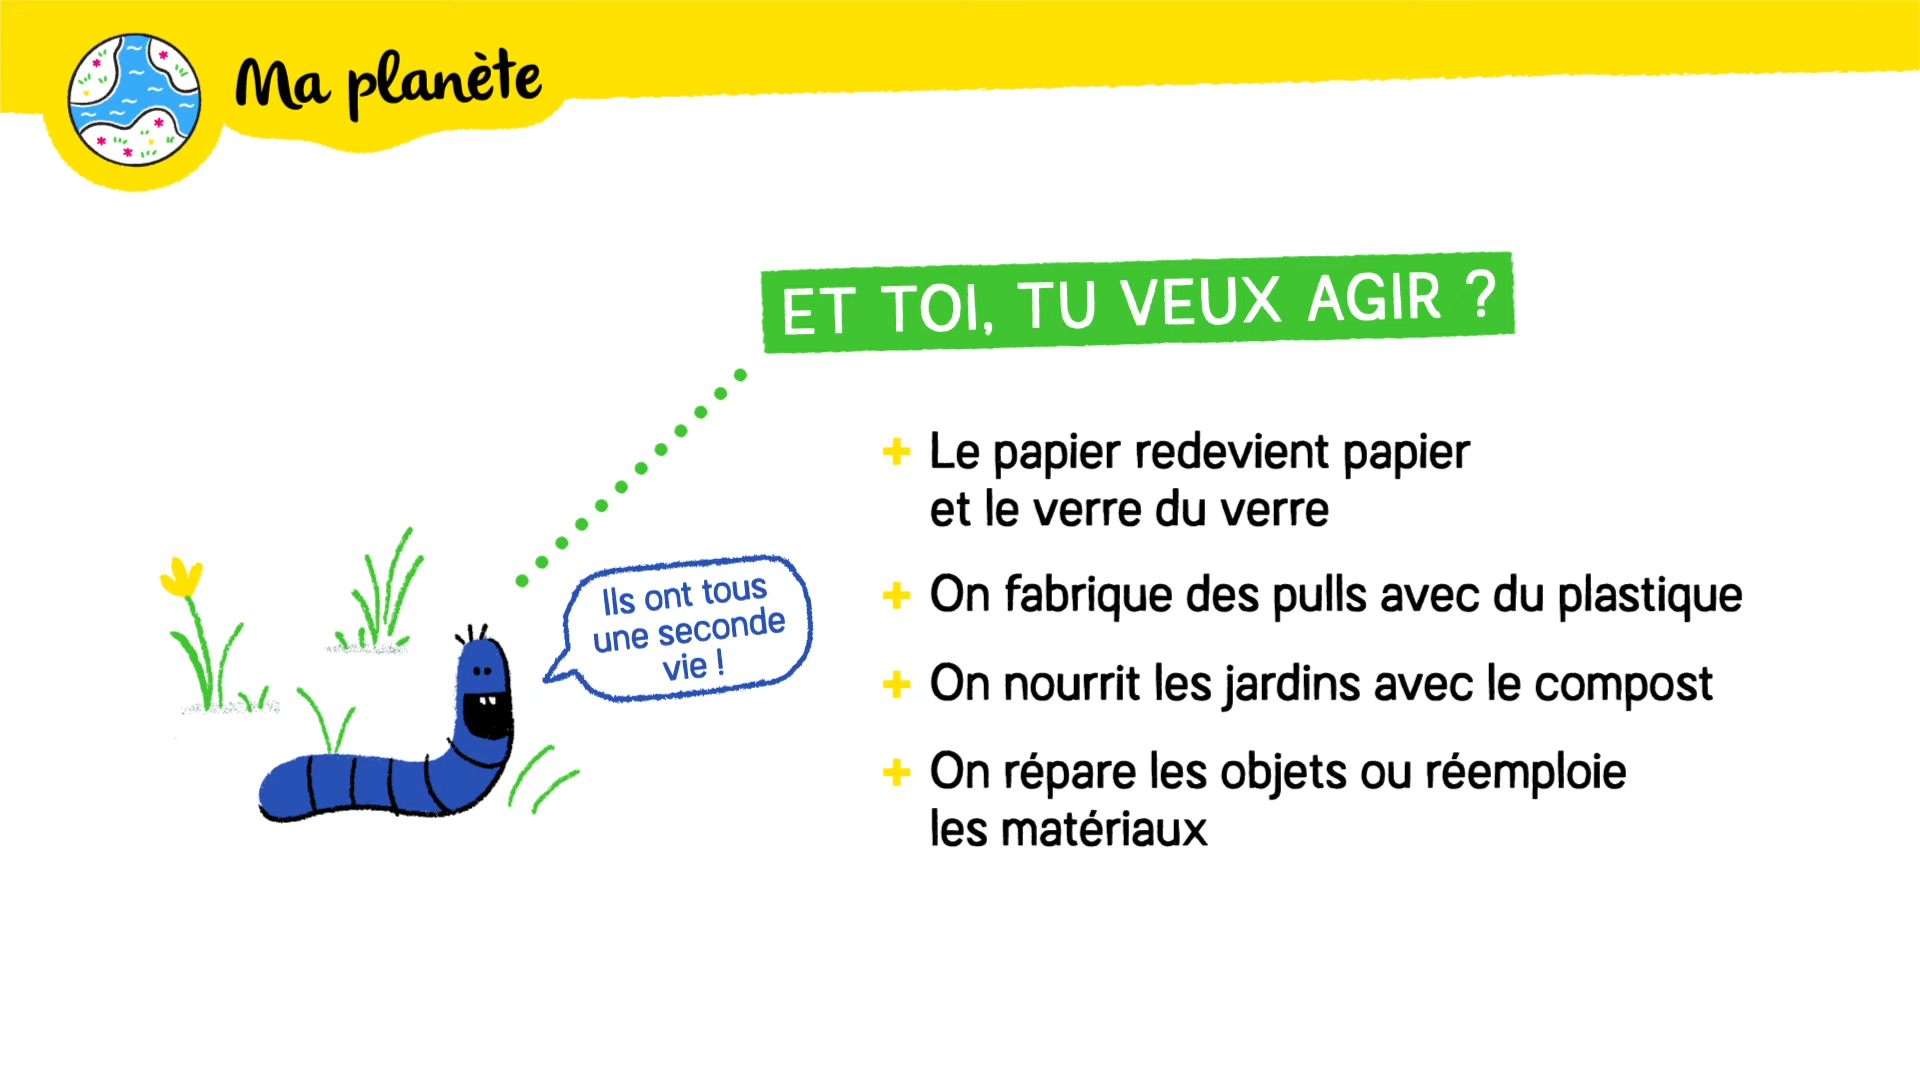 Ma planète
ET TOI, TU VEUX AGIR ?
+ Le papier redevient papier
et le verre du verre
+ On fabrique des pulls avec du plastique
+ On nourrit les jardins avec le compost
+ On répare les objets ou réemploie
les matériaux
Ils ont tous
une seconde
vie !